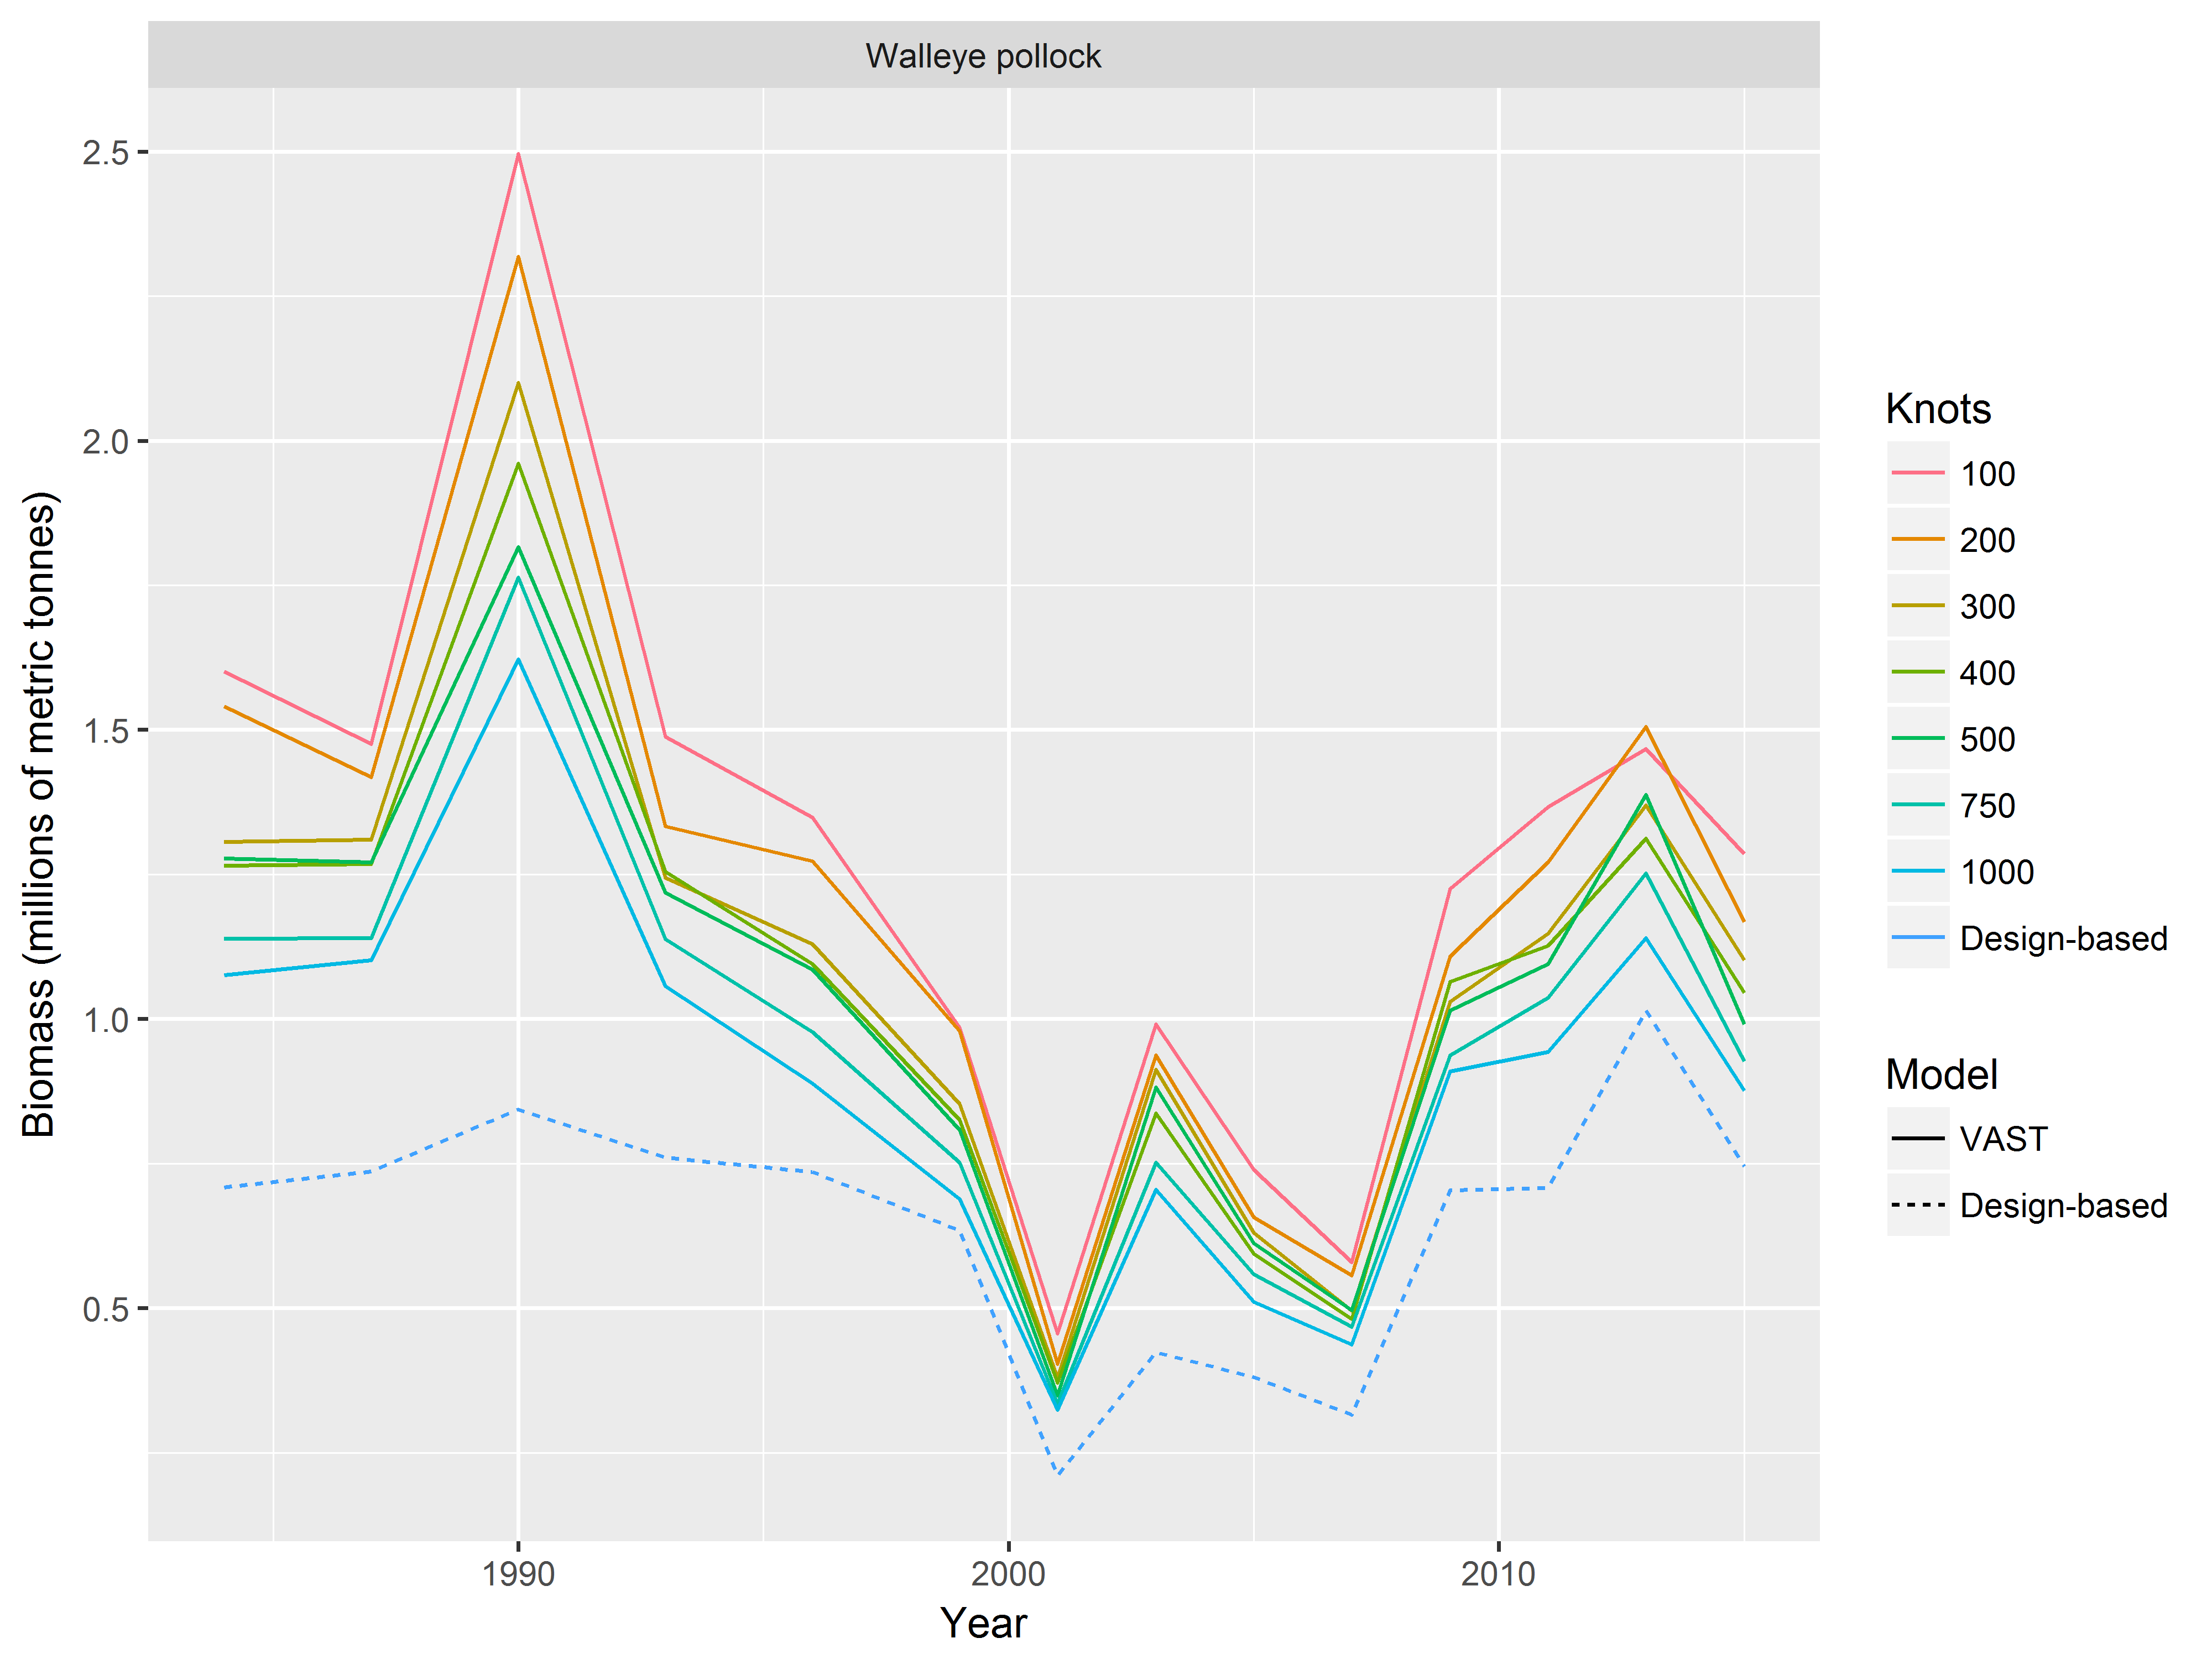 Walleye pollock
2.5
2.0
1.5
1.0
0.5
Biomass (millions of metric tonnes)
1990
2000
2010
Year
Knots
100
200
300
400
500
750
1000
Design-based
Model
VAST
Design-based